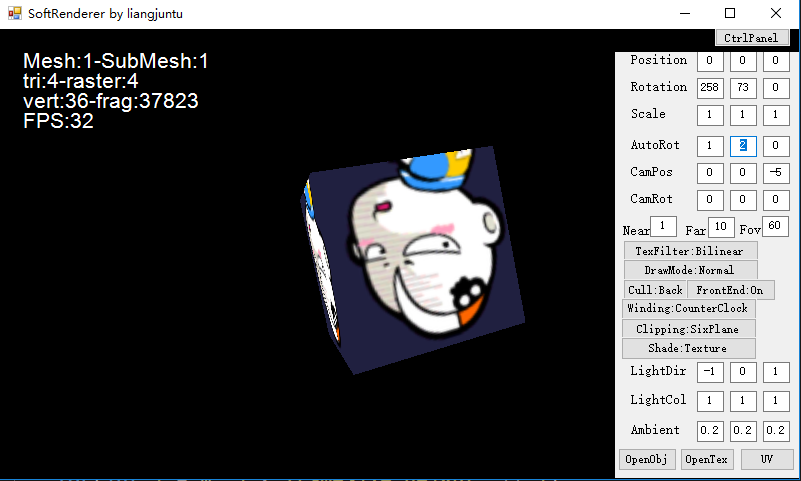 SoftRenderer by liangjuntu
CtrlPanel
Mesh:1-SubMesh:1
tri:4-raster:4
vert:36-frag:37823
FPS:32
Position 0 0 0
Rotation 258 73 0
Scale 1 1 1
AutoRot 1 2 0
CamPos 0 0 -5
CamRot 0 0 0
Near 1 Far 10 Fov 60
TexFilter:Bilinear
DrawMode:Normal
Cull:Back FrontEnd:On
Winding:CounterClock
Clipping:SixPlane
Shade:Texture
LightDir -1 0 1
LightCol 1 1 1
Ambient 0.2 0.2 0.2
OpenObj OpenTex UV